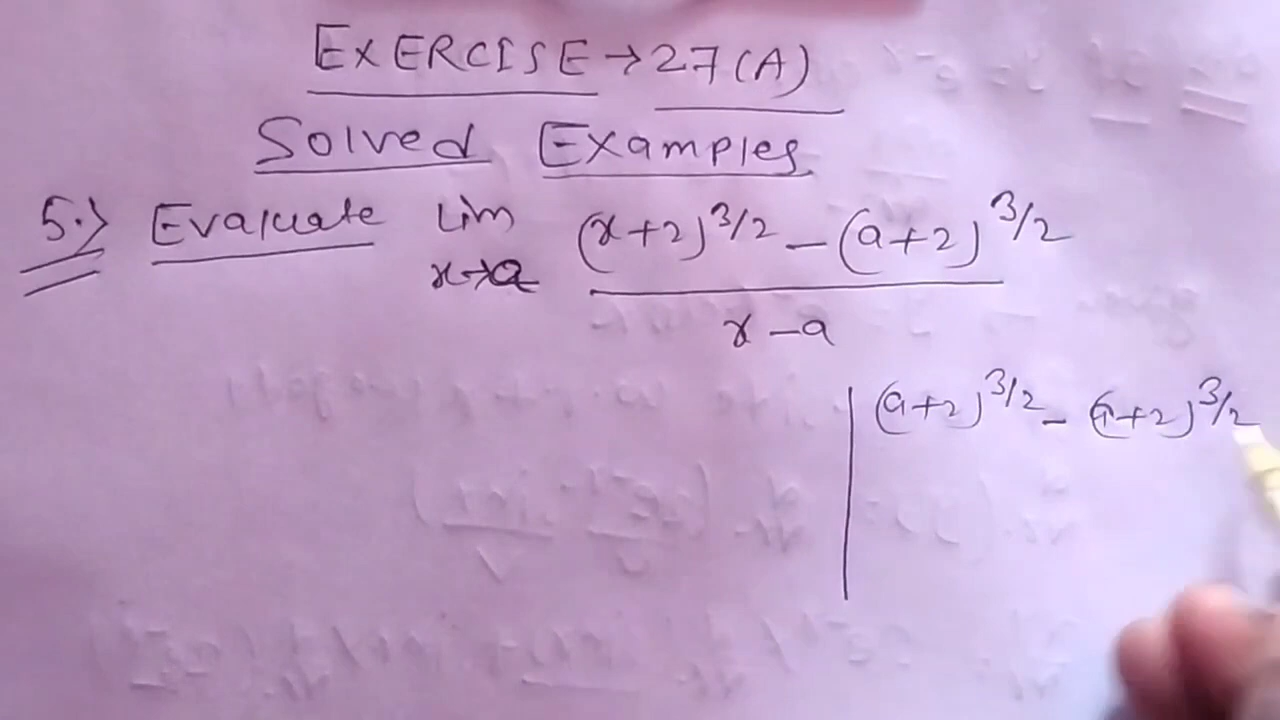 EXERCISE → 27(A)
Solved Examples
5.) Evaluate Lim x→a (x+2)^3/2 – (a+2)^3/2
x – a
(a+2)^3/2 – (a+2)^3/2